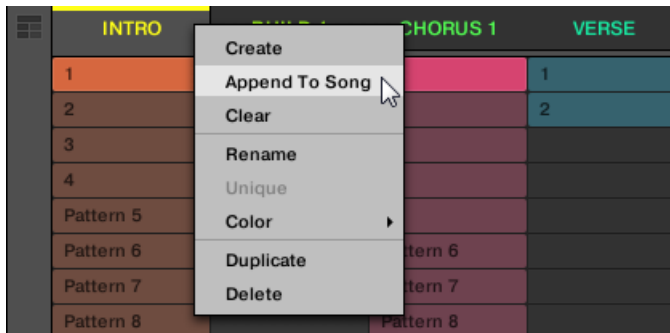 INTRO
CHORUS 1
VERSE
1
2
3
4
Pattern 5
Pattern 6
Pattern 7
Pattern 8
Create
Append To Song
Clear
Rename
Unique
Color
Duplicate
Delete
Pattern 8
1
2